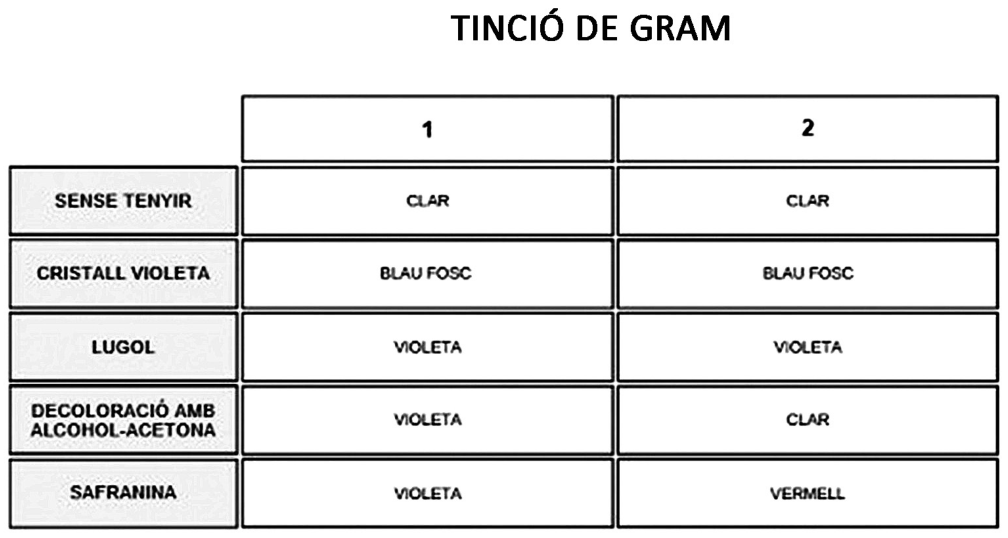 TINCIÓ DE GRAM
1 2
SENSE TENYIR CLAR CLAR
CRISTALL VIOLETA BLAU FOSC BLAU FOSC
LUGOL VIOLETA VIOLETA
DECOLORACIÓ AMB
ALCOHOL-ACETONA VIOLETA CLAR
SAFRANINA VIOLETA VERMELL